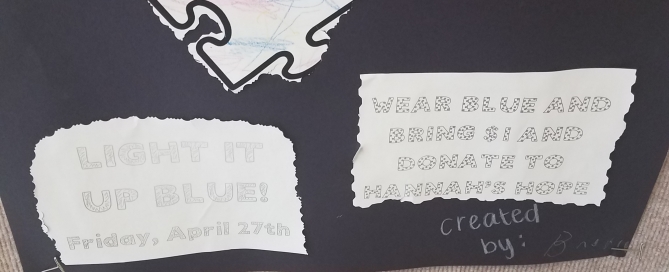 LIGHT IT
UP BLUE!
Friday, April 27th
WEAR BLUE AND
BRING $1 AND
DONATE TO
HANNAH'S HOPE
created
by: